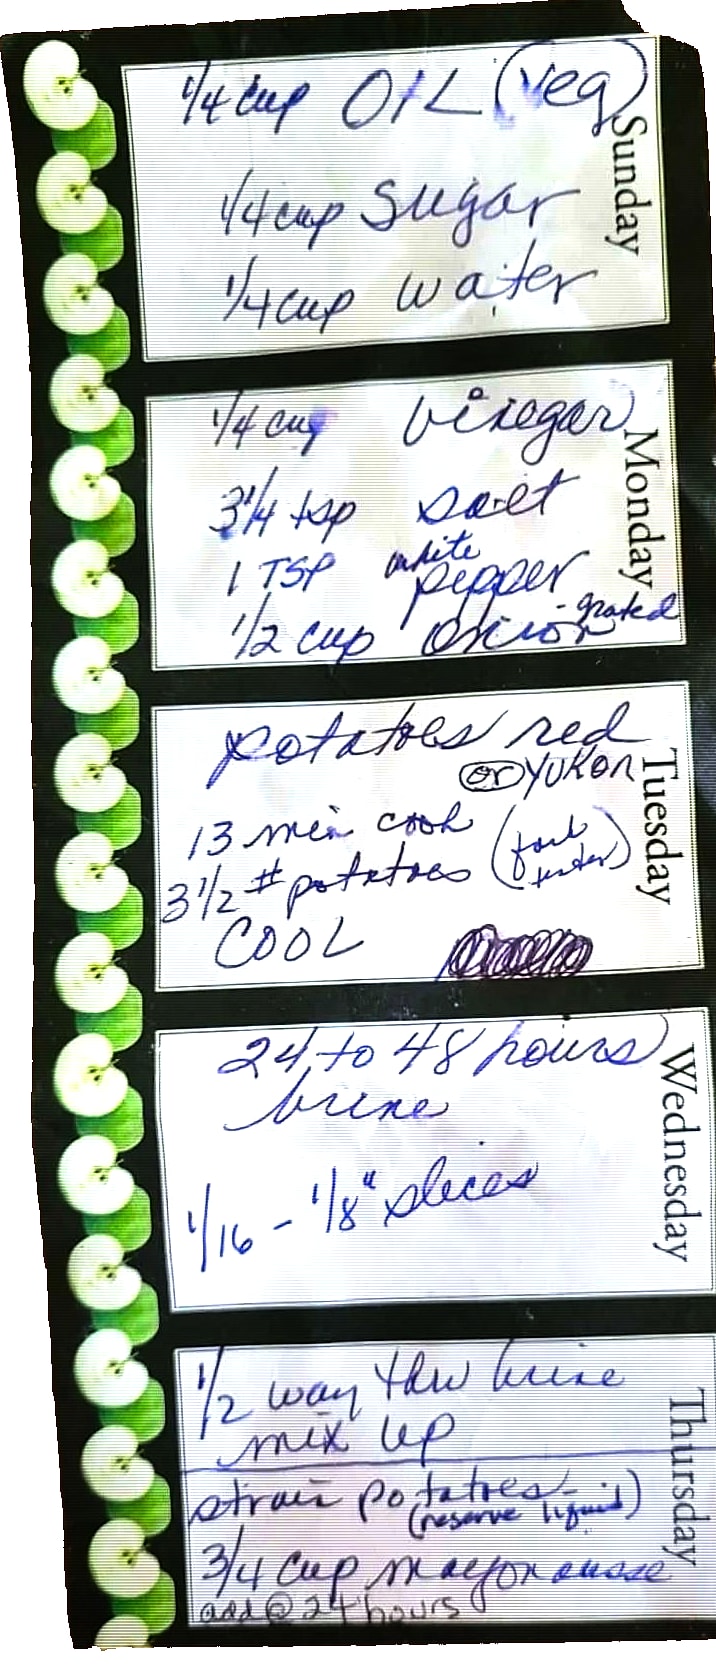 1/4 cup OIL (veg)
Sunday
1/4 cup Sugar
1/4 cup water
1/4 cup vinegar
Monday
3 1/4 tsp salt
1 TSP white pepper
1/2 cup onion - grated
potatoes red
or YUKON
Tuesday
13 min cook (fork tender)
3 1/2 # potatoes
COOL
24 to 48 hours
brine
Wednesday
1/16 - 1/8" slices
1/2 way thru brine
mix up
Thursday
strain potatoes -
(reserve liquid)
3/4 cup mayonnaise
add @ 24 hours